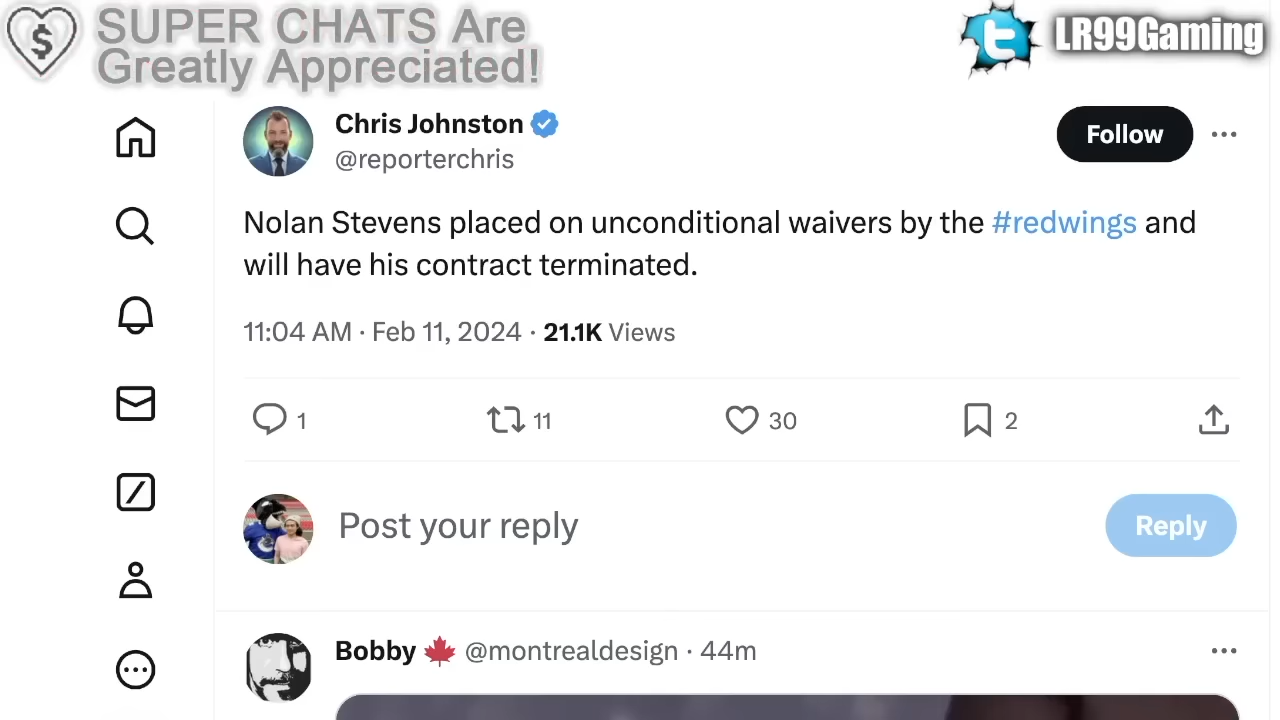 SUPER CHATS Are
Greatly Appreciated!
LR99Gaming
Chris Johnston
@reporterchris
Follow
Nolan Stevens placed on unconditional waivers by the #redwings and
will have his contract terminated.
11:04 AM · Feb 11, 2024 · 21.1K Views
1
11
30
2
Post your reply
Reply
Bobby @montrealdesign · 44m